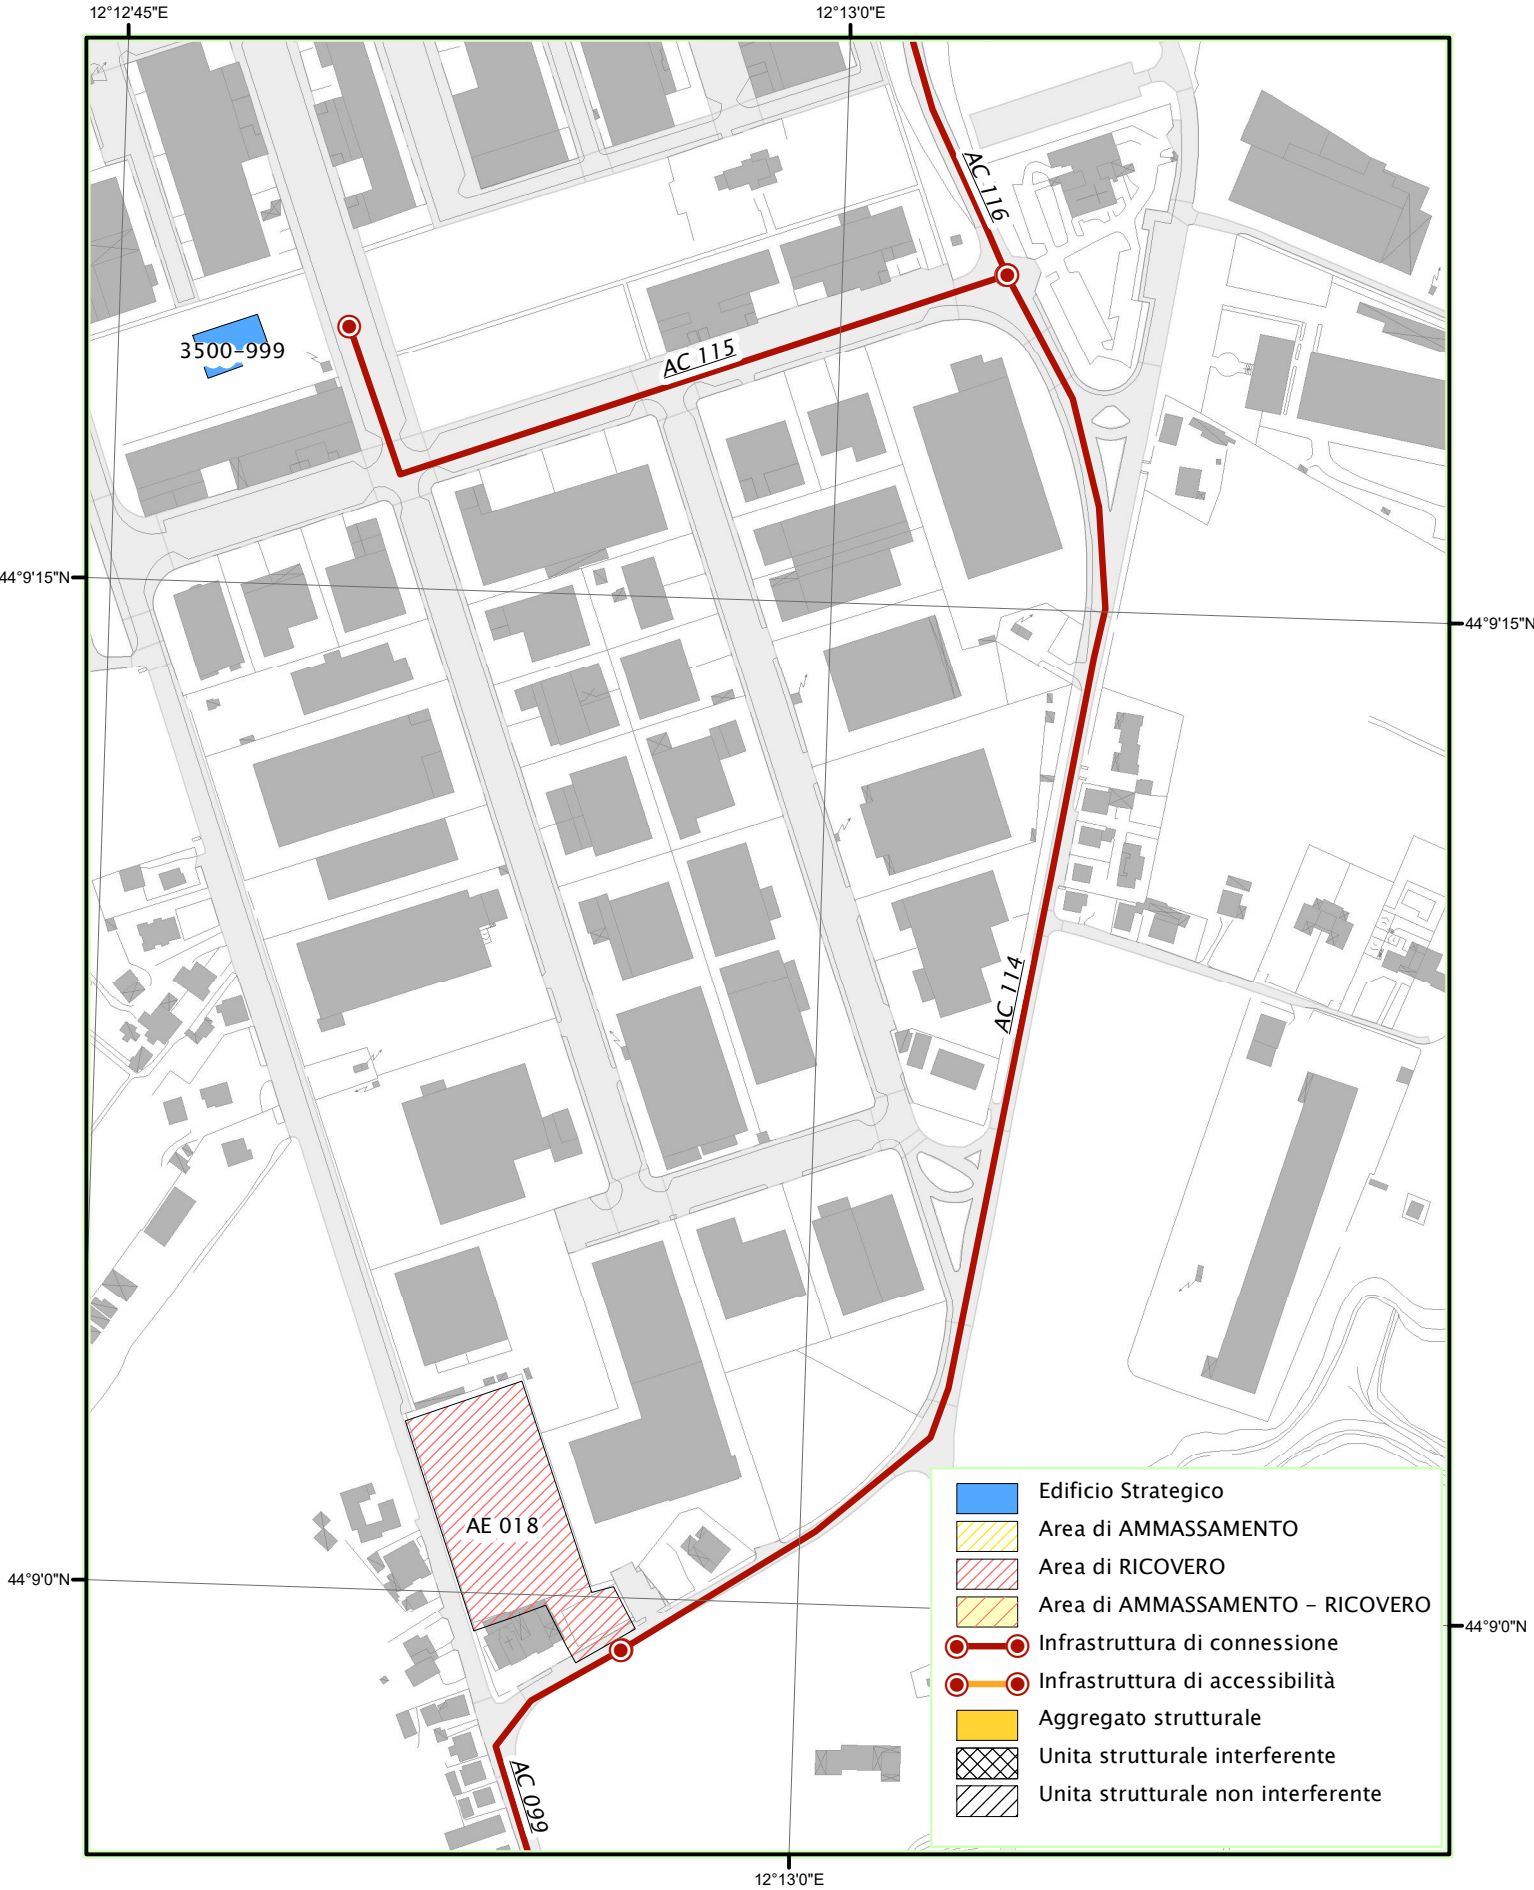 12°12'45"E
12°13'0"E
AC 116
3500-999
AC 115
44°9'15"N
44°9'15"N
AC 114
AE 018
44°9'0"N
44°9'0"N
AC 099
Edificio Strategico
Area di AMMASSAMENTO
Area di RICOVERO
Area di AMMASSAMENTO - RICOVERO
Infrastruttura di connessione
Infrastruttura di accessibilità
Aggregato strutturale
Unita strutturale interferente
Unita strutturale non interferente
12°13'0"E